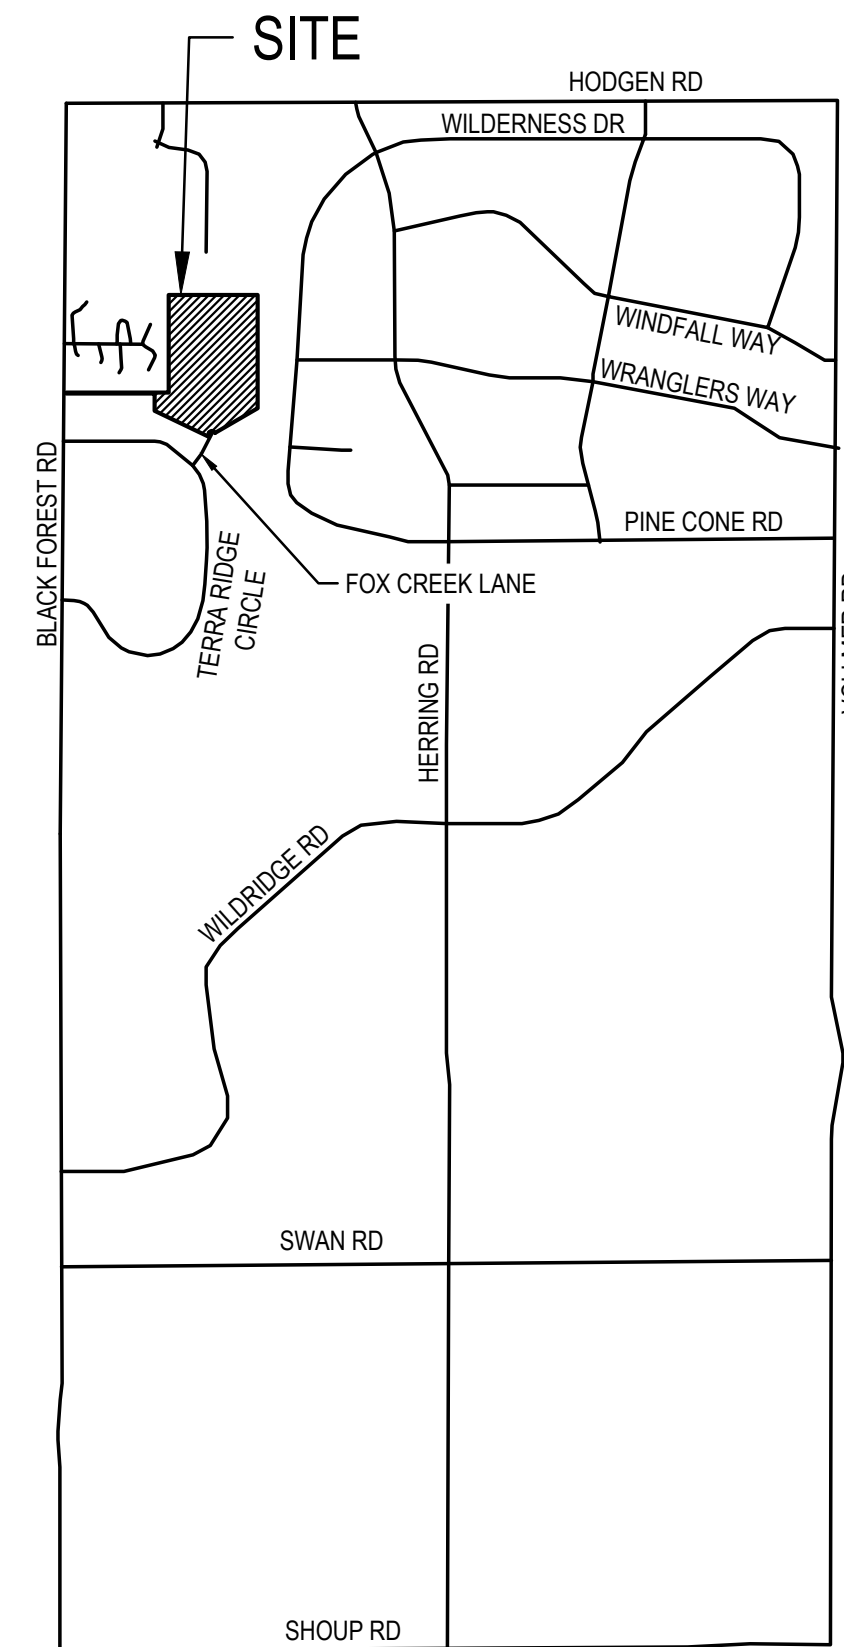 SITE
HODGEN RD
WILDERNESS DR
WINDFALL WAY
WRANGLERS WAY
BLACK FOREST RD
PINE CONE RD
TERRA RIDGE
CIRCLE
FOX CREEK LANE
HERRING RD
WILDRIDGE RD
SWAN RD
SHOUP RD